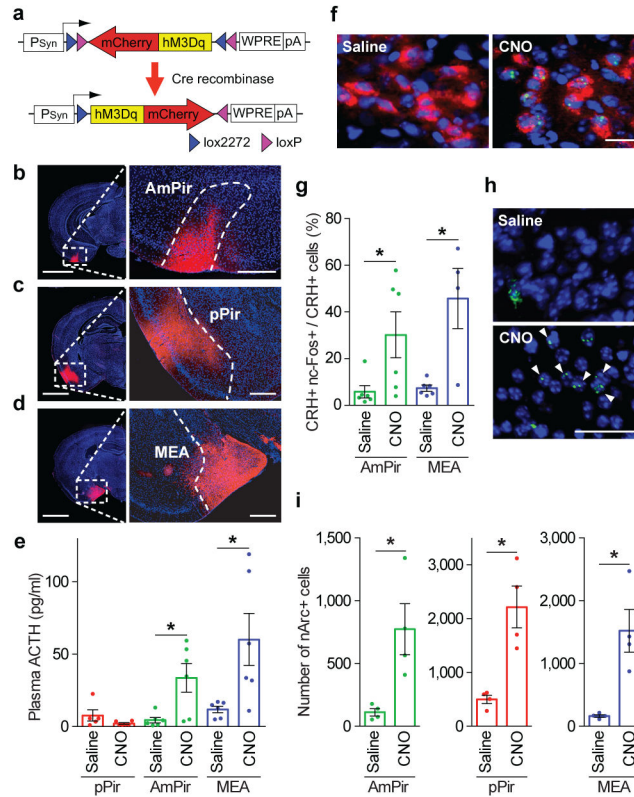 a
PSyn
mCherry
hM3Dq
WPRE
pA
Cre recombinase
PSyn
hM3Dq
mCherry
WPRE
pA
lox2272
loxP
b
AmPir
c
pPir
d
MEA
e
Plasma ACTH (pg/ml)
100
50
0
*
*
Saline
CNO
Saline
CNO
Saline
CNO
pPir
AmPir
MEA
f
Saline
CNO
g
CRH+ nc-Fos+ / CRH+ cells (%)
80
60
40
20
0
*
*
Saline
CNO
Saline
CNO
AmPir
MEA
h
Saline
CNO
i
Number of nArc+ cells
1,500
1,000
500
0
*
Saline
CNO
AmPir
3,000
2,000
1,000
0
*
Saline
CNO
pPir
3,000
2,000
1,000
0
*
Saline
CNO
MEA